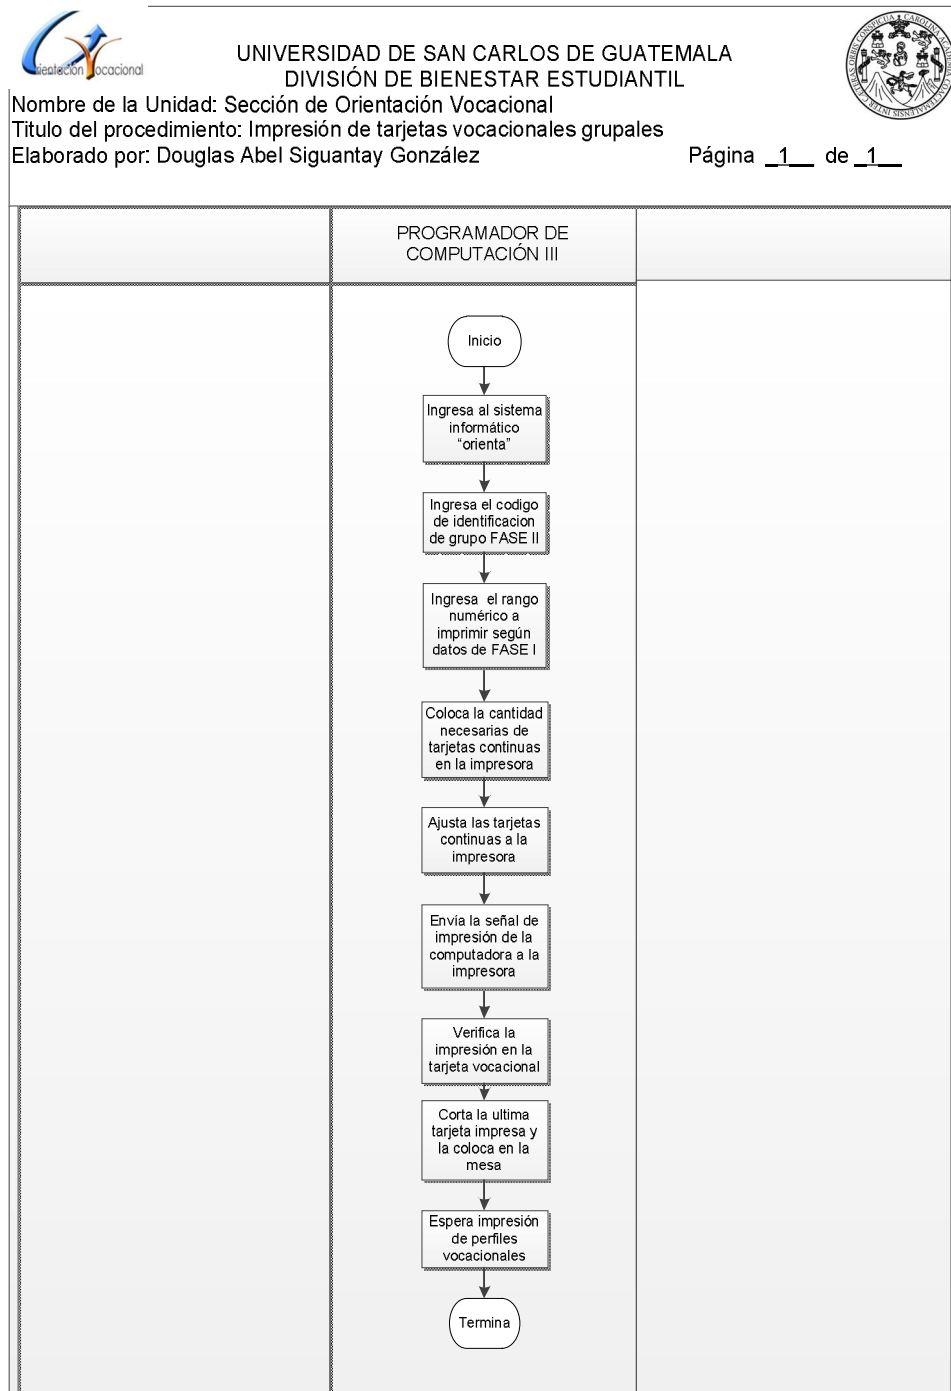 Orientación Vocacional
UNIVERSIDAD DE SAN CARLOS DE GUATEMALA
DIVISIÓN DE BIENESTAR ESTUDIANTIL
Nombre de la Unidad: Sección de Orientación Vocacional
Titulo del procedimiento: Impresión de tarjetas vocacionales grupales
Elaborado por: Douglas Abel Siguantay González Página 1 de 1
PROGRAMADOR DE
COMPUTACIÓN III
Inicio
Ingresa al sistema
informático
“orienta”
Ingresa el codigo
de identificacion
de grupo FASE II
Ingresa el rango
numérico a
imprimir según
datos de FASE I
Coloca la cantidad
necesarias de
tarjetas continuas
en la impresora
Ajusta las tarjetas
continuas a la
impresora
Envía la señal de
impresión de la
computadora a la
impresora
Verifica la
impresión en la
tarjeta vocacional
Corta la ultima
tarjeta impresa y
la coloca en la
mesa
Espera impresión
de perfiles
vocacionales
Termina